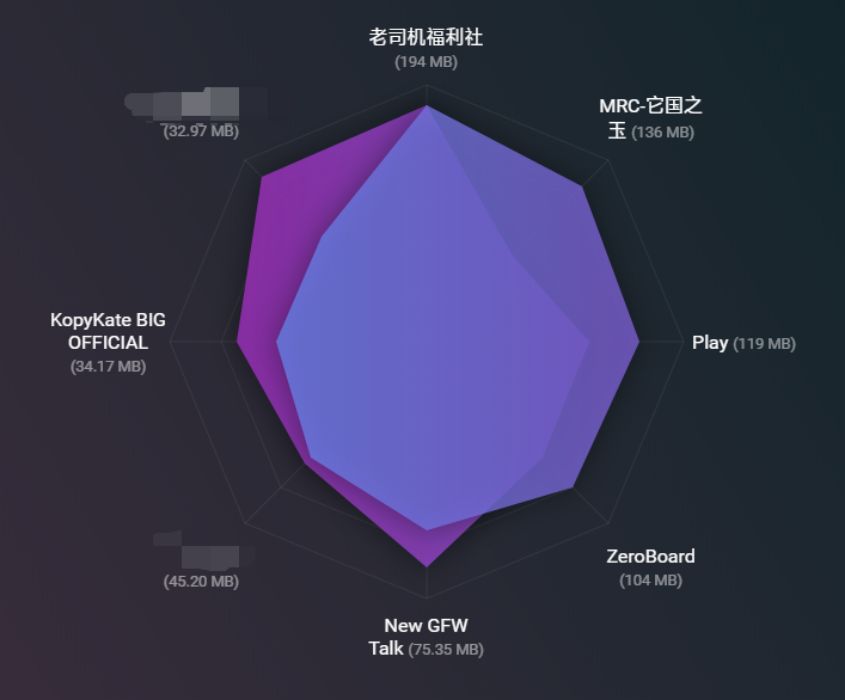 老司机福利社
(194 MB)
MRC-它国之
玉 (136 MB)
(32.97 MB)
KopyKate BIG
OFFICIAL
(34.17 MB)
Play (119 MB)
(45.20 MB)
ZeroBoard
(104 MB)
New GFW
Talk (75.35 MB)